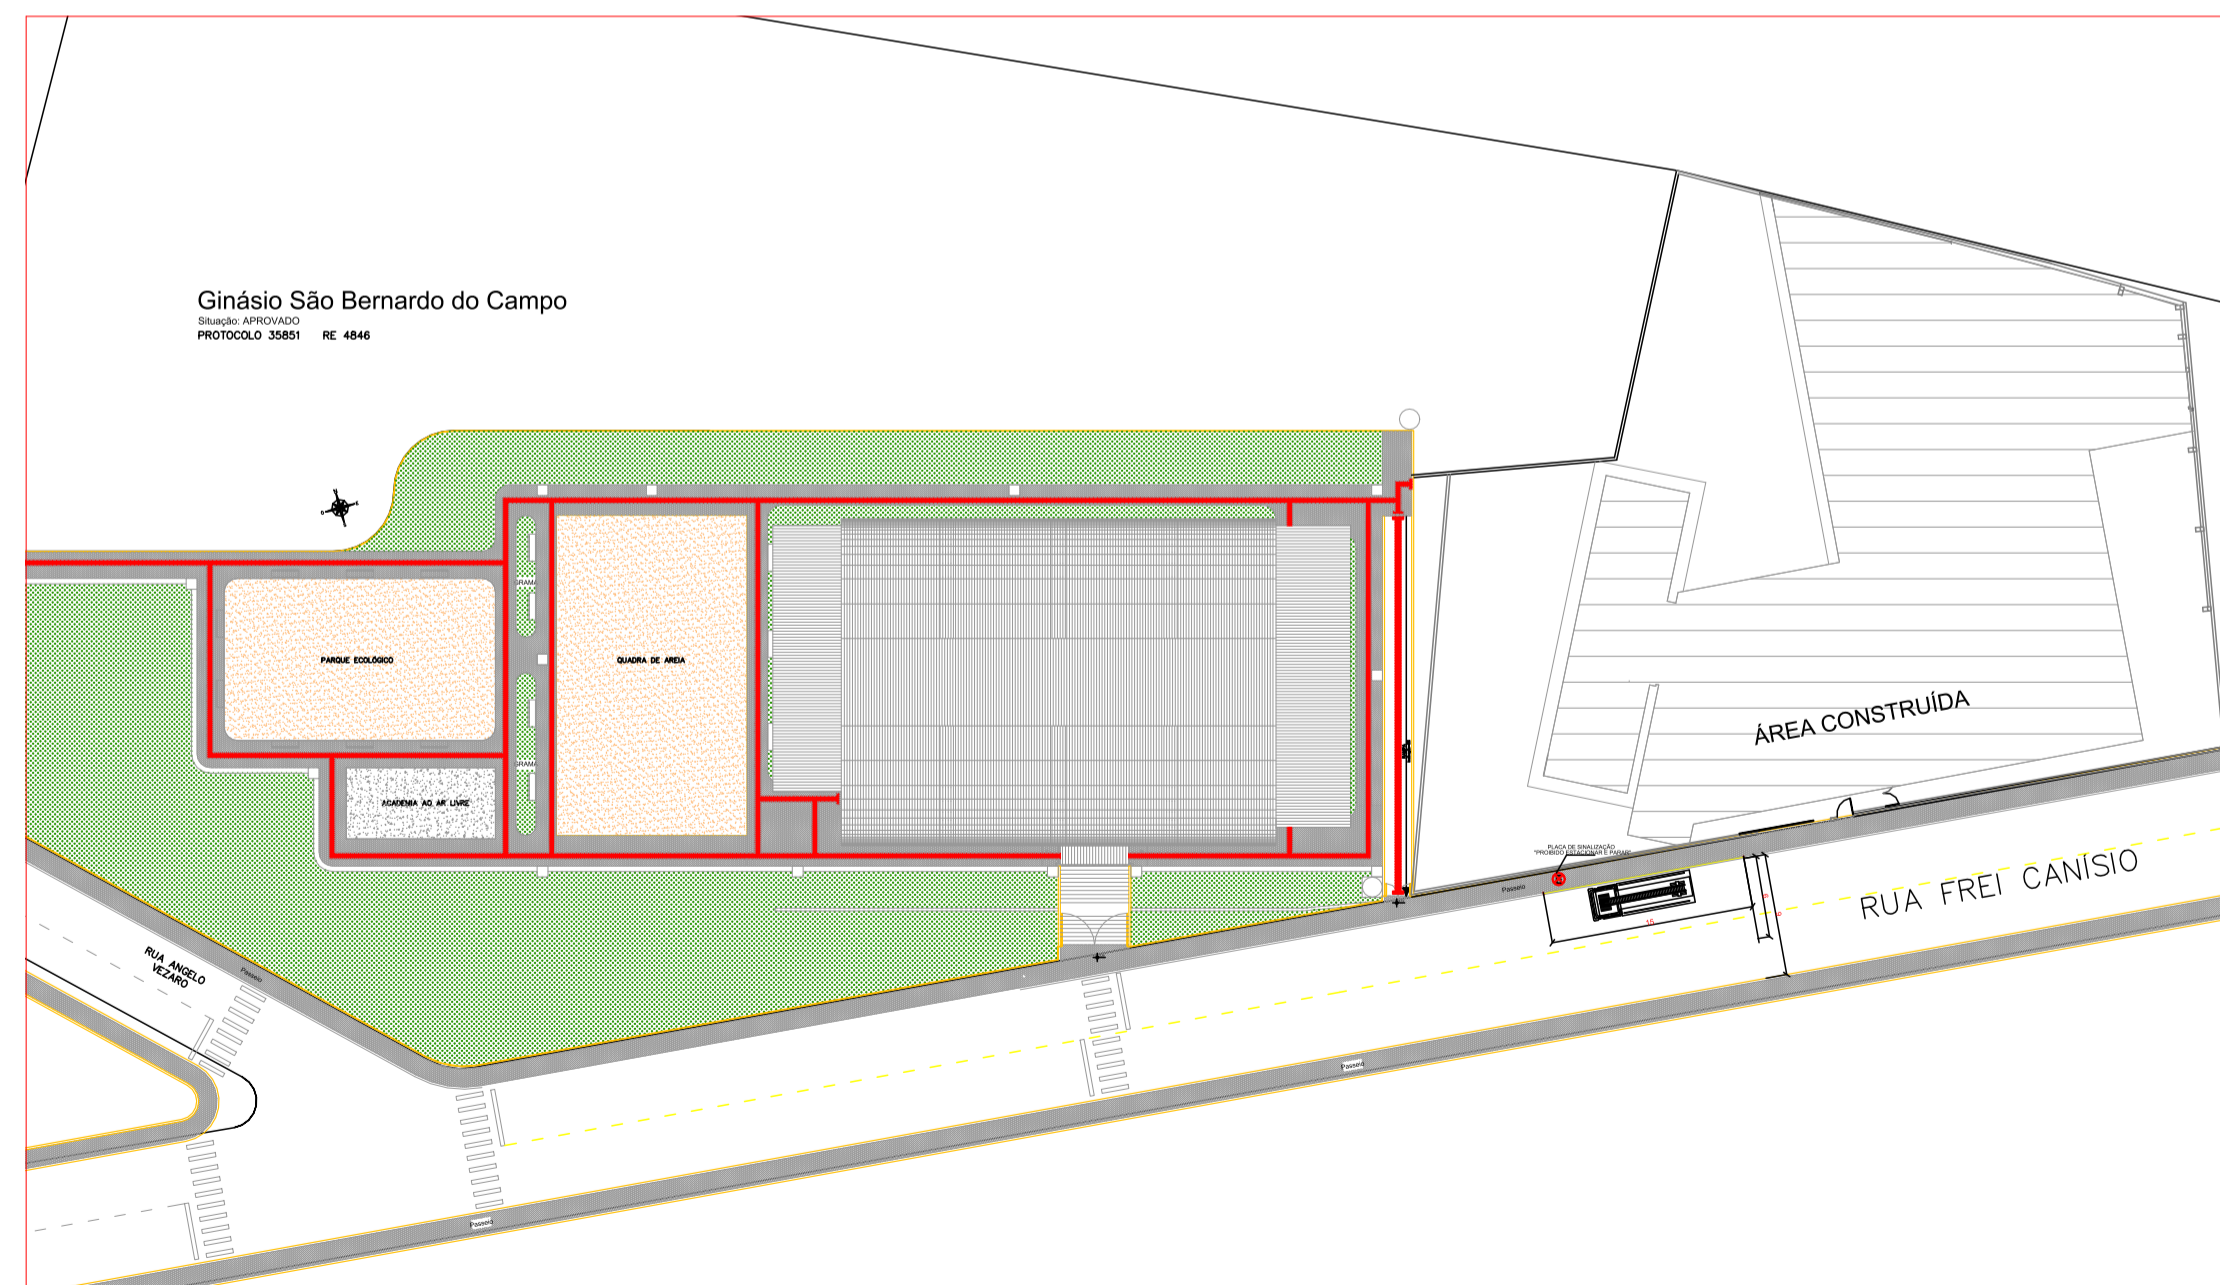 Ginásio São Bernardo do Campo
Situação: APROVADO
PROTOCOLO 35851 RE 4846
GRAMA
PARQUE ECOLÓGICO
QUADRA DE AREIA
GRAMA
ACADEMIA AO AR LIVRE
ÁREA CONSTRUÍDA
PLACA DE SINALIZAÇÃO
"PROIBIDO ESTACIONAR E PARAR"
Passeio
RUA FREI CANÍSIO
15
RUA ANGELO
VEZARO
Passeio
Passeio
Passeio